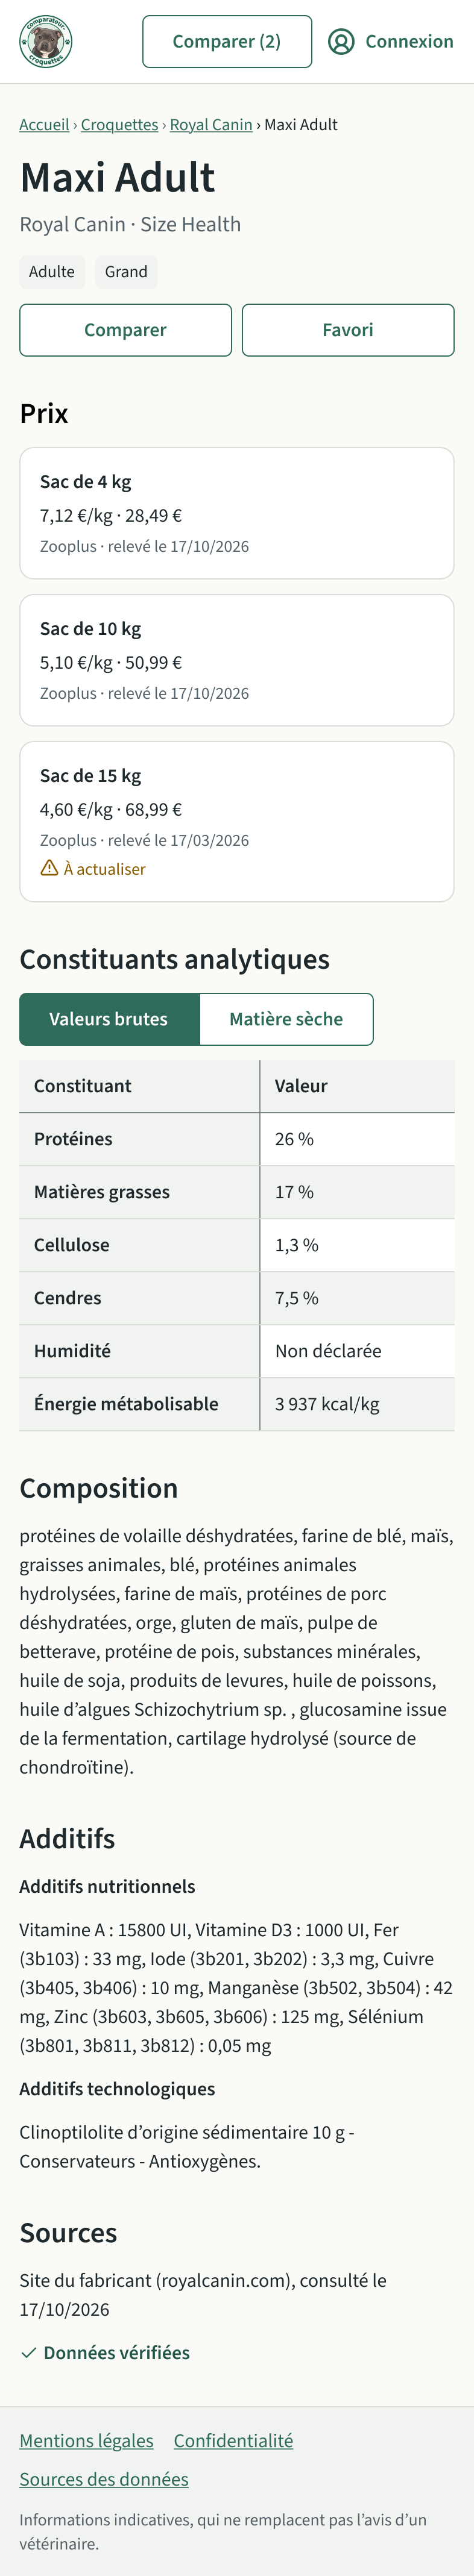 comparateur
croquettes
Comparer (2)
Connexion
Accueil › Croquettes › Royal Canin › Maxi Adult
Maxi Adult
Royal Canin · Size Health
Adulte
Grand
Comparer
Favori
Prix
Sac de 4 kg
7,12 €/kg · 28,49 €
Zooplus · relevé le 17/10/2026
Sac de 10 kg
5,10 €/kg · 50,99 €
Zooplus · relevé le 17/10/2026
Sac de 15 kg
4,60 €/kg · 68,99 €
Zooplus · relevé le 17/03/2026
À actualiser
Constituants analytiques
Valeurs brutes
Matière sèche
Constituant Valeur
Protéines 26 %
Matières grasses 17 %
Cellulose 1,3 %
Cendres 7,5 %
Humidité Non déclarée
Énergie métabolisable 3 937 kcal/kg
Composition
protéines de volaille déshydratées, farine de blé, maïs,
graisses animales, blé, protéines animales
hydrolysées, farine de maïs, protéines de porc
déshydratées, orge, gluten de maïs, pulpe de
betterave, protéine de pois, substances minérales,
huile de soja, produits de levures, huile de poissons,
huile d’algues Schizochytrium sp. , glucosamine issue
de la fermentation, cartilage hydrolysé (source de
chondroïtine).
Additifs
Additifs nutritionnels
Vitamine A : 15800 UI, Vitamine D3 : 1000 UI, Fer
(3b103) : 33 mg, Iode (3b201, 3b202) : 3,3 mg, Cuivre
(3b405, 3b406) : 10 mg, Manganèse (3b502, 3b504) : 42
mg, Zinc (3b603, 3b605, 3b606) : 125 mg, Sélénium
(3b801, 3b811, 3b812) : 0,05 mg
Additifs technologiques
Clinoptilolite d’origine sédimentaire 10 g -
Conservateurs - Antioxygènes.
Sources
Site du fabricant (royalcanin.com), consulté le
17/10/2026
Données vérifiées
Mentions légales Confidentialité
Sources des données
Informations indicatives, qui ne remplacent pas l’avis d’un
vétérinaire.